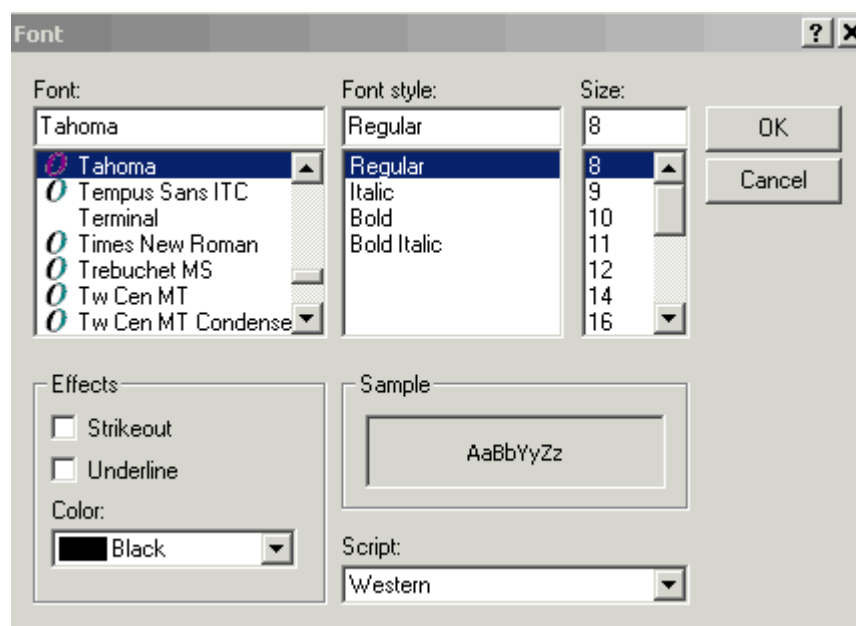 Font
Font:
Tahoma
Tahoma
Tempus Sans ITC
Terminal
Times New Roman
Trebuchet MS
Tw Cen MT
Tw Cen MT Condense
Font style:
Regular
Regular
Italic
Bold
Bold Italic
Size:
8
8
9
10
11
12
14
16
OK
Cancel
Effects
Strikeout
Underline
Color:
Black
Sample
AaBbYyZz
Script:
Western